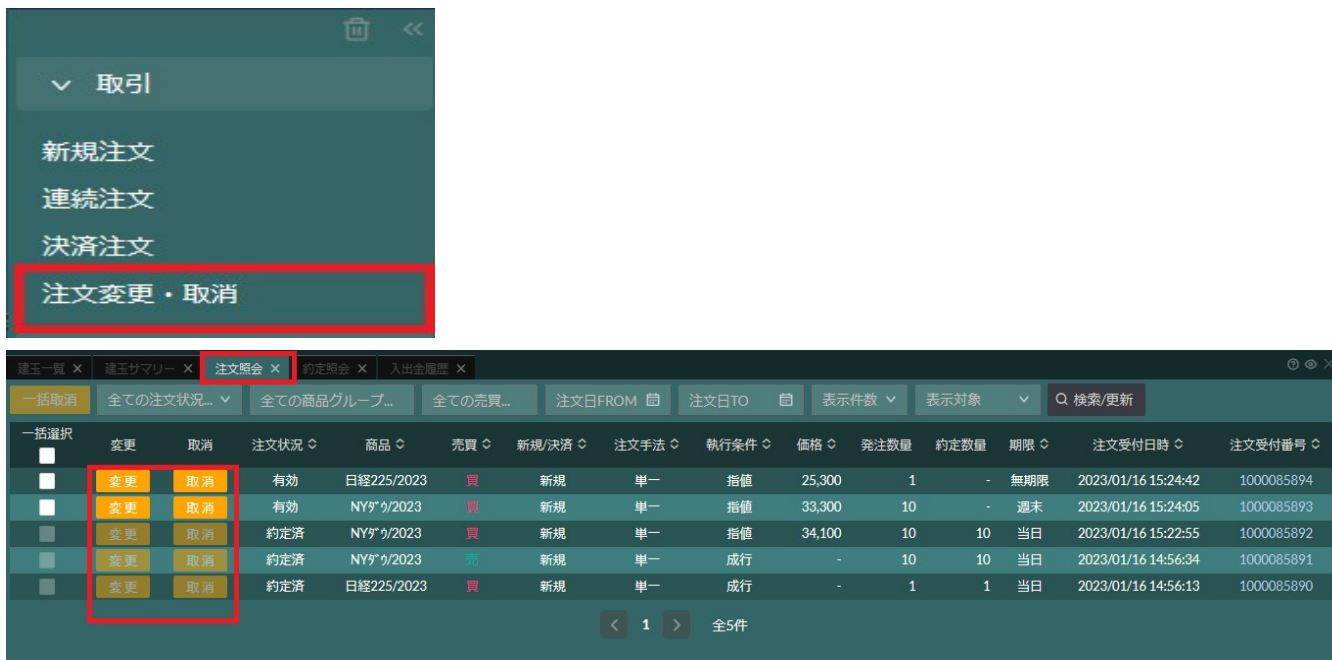 取引
新規注文
連続注文
決済注文
注文変更・取消
建玉一覧 建玉サマリー 注文照会 約定照会 入出金履歴
一括取消 全ての注文状況... 全ての商品グループ... 全ての売買... 注文日FROM 注文日TO 表示件数 表示対象 検索/更新
一括選択 変更 取消 注文状況 商品 売買 新規/決済 注文手法 執行条件 価格 発注数量 約定数量 期限 注文受付日時 注文受付番号
変更 取消 有効 日経225/2023 買 新規 単一 指値 25,300 1 - 無期限 2023/01/16 15:24:42 1000085894
変更 取消 有効 NYﾀﾞｳ/2023 買 新規 単一 指値 33,300 10 - 週末 2023/01/16 15:24:05 1000085893
変更 取消 約定済 NYﾀﾞｳ/2023 買 新規 単一 指値 34,100 10 10 当日 2023/01/16 15:22:55 1000085892
変更 取消 約定済 NYﾀﾞｳ/2023 売 新規 単一 成行 - 10 10 当日 2023/01/16 14:56:34 1000085891
変更 取消 約定済 日経225/2023 買 新規 単一 成行 - 1 1 当日 2023/01/16 14:56:13 1000085890
1 全5件